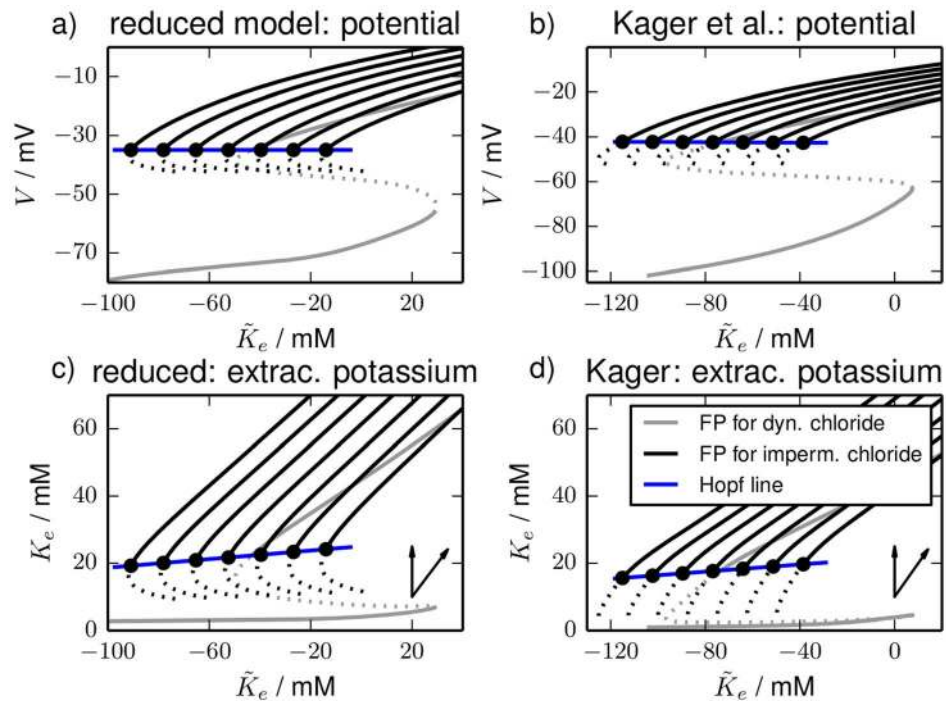 a) reduced model: potential
−10
−30
−50
−70
V / mV
−100 −60 −20 20
K̃e / mM
b) Kager et al.: potential
−20
−40
−60
−80
−100
V / mV
−120 −80 −40 0
K̃e / mM
c) reduced: extrac. potassium
60
40
20
0
Ke / mM
−100 −60 −20 20
K̃e / mM
d) Kager: extrac. potassium
60
40
20
0
Ke / mM
FP for dyn. chloride
FP for imperm. chloride
Hopf line
−120 −80 −40 0
K̃e / mM